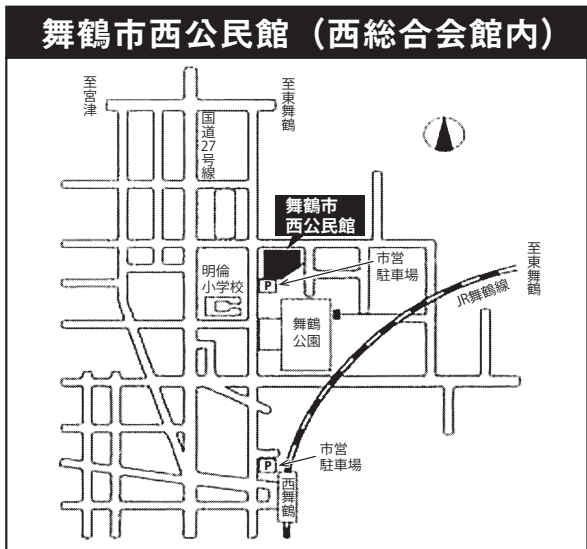 舞鶴市西公民館（西総合会館内）
至宮津
国道27号線
至東舞鶴
舞鶴市
西公民館
明倫
小学校
市営
駐車場
P
至東舞鶴
JR舞鶴線
舞鶴
公園
市営
駐車場
P
西舞鶴